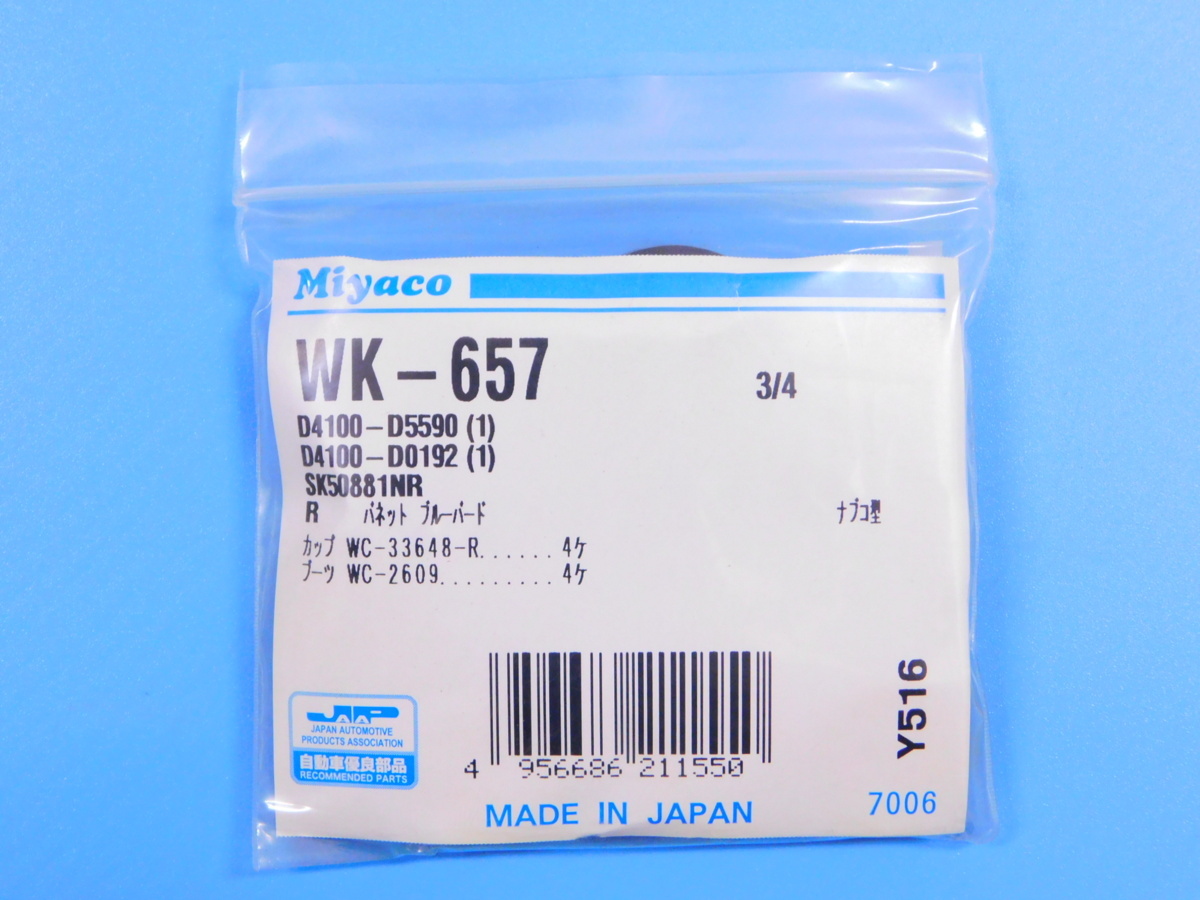 Miyaco
WK-657 3/4
D4100-D5590 (1)
D4100-D0192 (1)
SK50881NR
R バネット ブルーバード ナブコ型
カップ WC-33648-R...... 4ケ
ブーツ WC-2609......... 4ケ
4 956686 211550
Y516
JAAP
JAPAN AUTOMOTIVE
PRODUCTS ASSOCIATION
自動車優良部品
RECOMMENDED PARTS
MADE IN JAPAN
7006